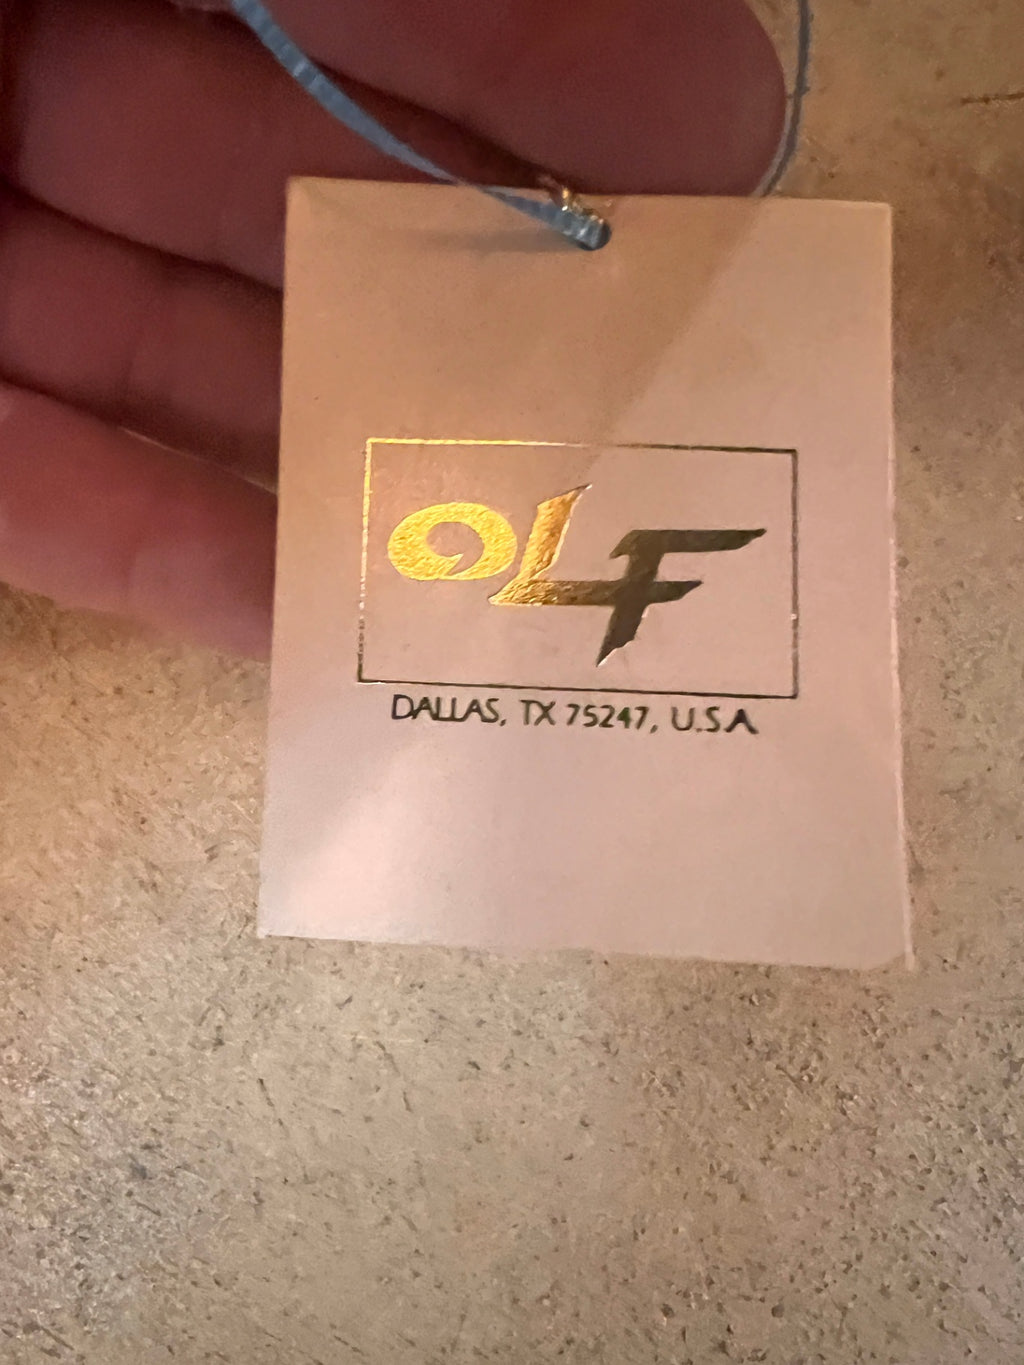 OLF
DALLAS, TX 75247, U.S.A